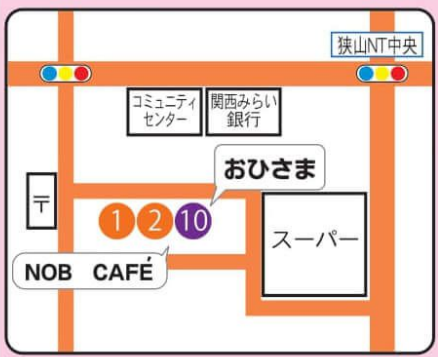 狭山NT中央
コミュニティ
センター
関西みらい
銀行
おひさま
〒
1 2 10
スーパー
NOB CAFÉ